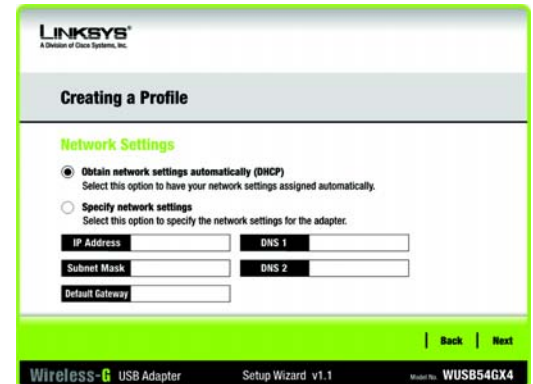 LINKSYS®
A Division of Cisco Systems, Inc.
Creating a Profile
Network Settings
Obtain network settings automatically (DHCP)
Select this option to have your network settings assigned automatically.
Specify network settings
Select this option to specify the network settings for the adapter.
IP Address DNS 1
Subnet Mask DNS 2
Default Gateway
Back Next
Wireless-G USB Adapter Setup Wizard v1.1 Model No. WUSB54GX4